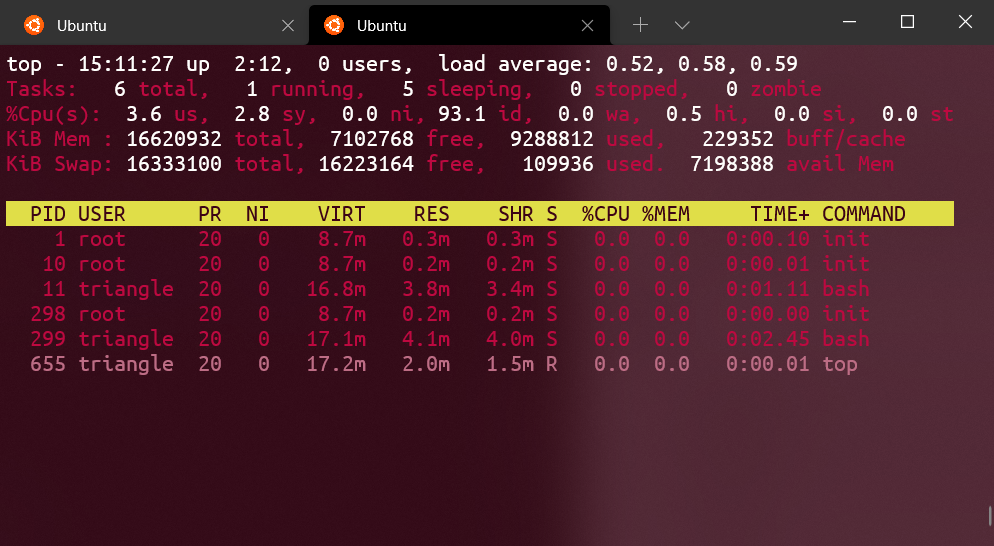 Ubuntu Ubuntu
top - 15:11:27 up  2:12,  0 users,  load average: 0.52, 0.58, 0.59
Tasks:   6 total,   1 running,   5 sleeping,   0 stopped,   0 zombie
%Cpu(s):  3.6 us,  2.8 sy,  0.0 ni, 93.1 id,  0.0 wa,  0.5 hi,  0.0 si,  0.0 st
KiB Mem : 16620932 total,  7102768 free,  9288812 used,   229352 buff/cache
KiB Swap: 16333100 total, 16223164 free,   109936 used.  7198388 avail Mem
  PID USER      PR  NI    VIRT    RES    SHR S  %CPU %MEM     TIME+ COMMAND
    1 root      20   0    8.7m   0.3m   0.3m S   0.0  0.0   0:00.10 init
   10 root      20   0    8.7m   0.2m   0.2m S   0.0  0.0   0:00.01 init
   11 triangle  20   0   16.8m   3.8m   3.4m S   0.0  0.0   0:01.11 bash
  298 root      20   0    8.7m   0.2m   0.2m S   0.0  0.0   0:00.00 init
  299 triangle  20   0   17.1m   4.1m   4.0m S   0.0  0.0   0:02.45 bash
  655 triangle  20   0   17.2m   2.0m   1.5m R   0.0  0.0   0:00.01 top